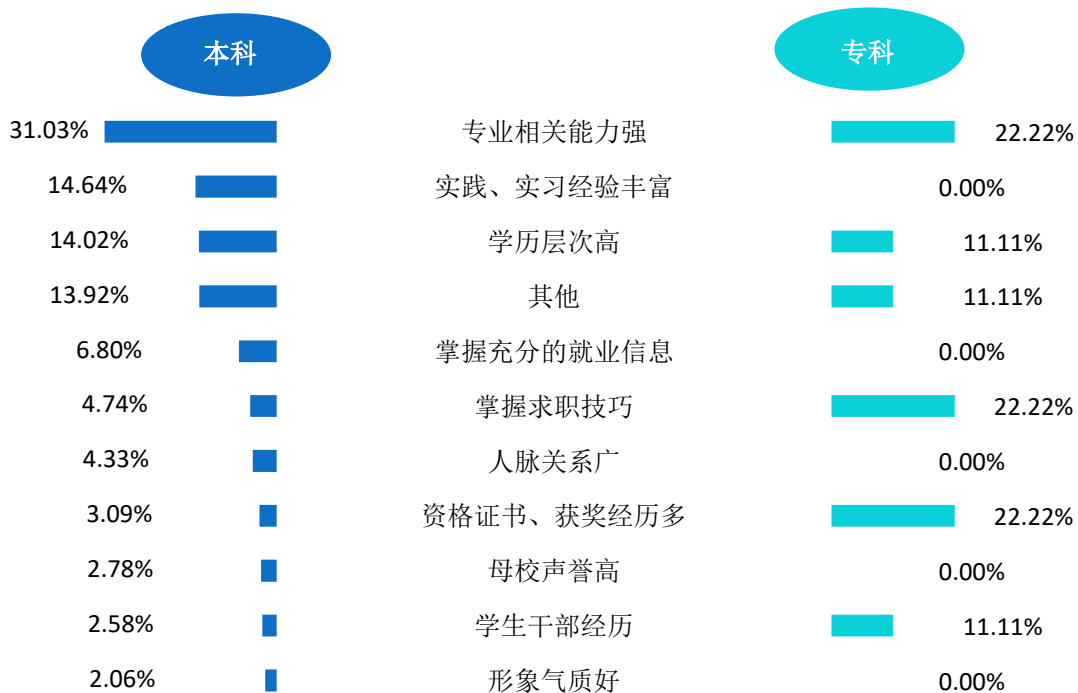 本科 专科
31.03% 专业相关能力强 22.22%
14.64% 实践、实习经验丰富 0.00%
14.02% 学历层次高 11.11%
13.92% 其他 11.11%
6.80% 掌握充分的就业信息 0.00%
4.74% 掌握求职技巧 22.22%
4.33% 人脉关系广 0.00%
3.09% 资格证书、获奖经历多 22.22%
2.78% 母校声誉高 0.00%
2.58% 学生干部经历 11.11%
2.06% 形象气质好 0.00%